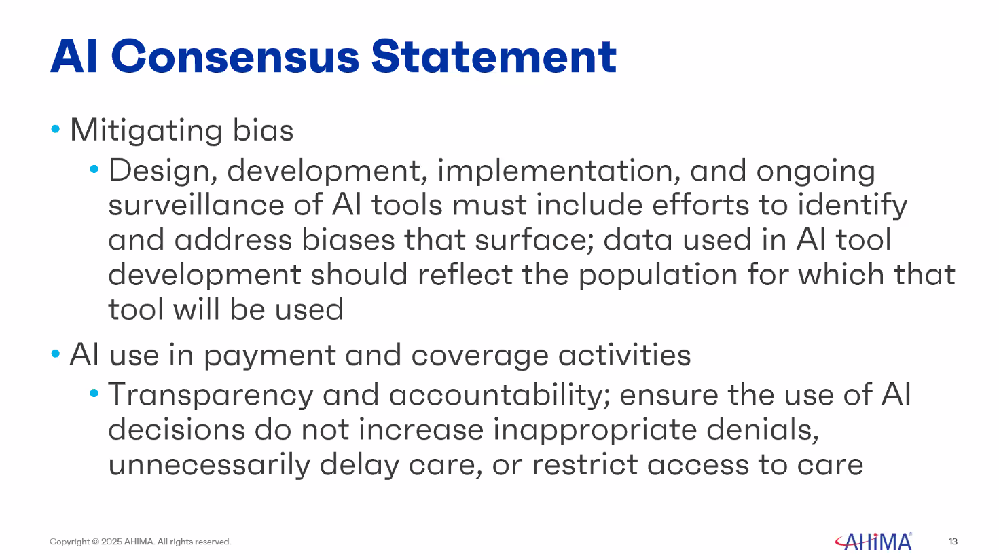 AI Consensus Statement
• Mitigating bias
• Design, development, implementation, and ongoing
surveillance of AI tools must include efforts to identify
and address biases that surface; data used in AI tool
development should reflect the population for which that
tool will be used
• AI use in payment and coverage activities
• Transparency and accountability; ensure the use of AI
decisions do not increase inappropriate denials,
unnecessarily delay care, or restrict access to care
Copyright © 2025 AHIMA. All rights reserved.
AHiMA®
13